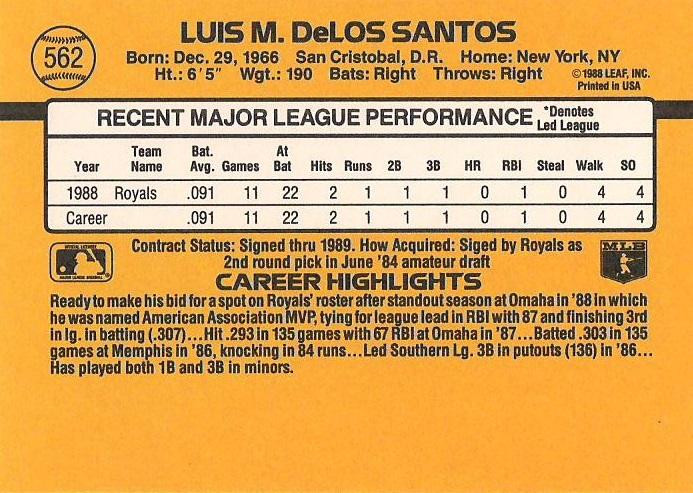 562
LUIS M. DeLOS SANTOS
Born: Dec. 29, 1966 San Cristobal, D.R. Home: New York, NY
Ht.: 6'5" Wgt.: 190 Bats: Right Throws: Right
©1988 LEAF, INC.
Printed in USA
RECENT MAJOR LEAGUE PERFORMANCE *Denotes Led League
Year Team Name Bat. Avg. Games At Bat Hits Runs 2B 3B HR RBI Steal Walk SO
1988 Royals .091 11 22 2 1 1 1 0 1 0 4 4
Career .091 11 22 2 1 1 1 0 1 0 4 4
Contract Status: Signed thru 1989. How Acquired: Siged by Royals as
2nd round pick in June '84 amateur draft
MLB
CAREER HIGHLIGHTS
Ready to make his bid for a spot on Royals' roster after standout season at Omaha in '88 in which
he was named American Association MVP, tying for league lead in RBI with 87 and finishing 3rd
in lg. in batting (.307)...Hit .293 in 135 games with 67 RBI at Omaha in '87...Batted .303 in 135
games at Memphis in '86, knocking in 84 runs...Led Southern Lg. 3B in putouts (136) in '86...
Has played both 1B and 3B in minors.